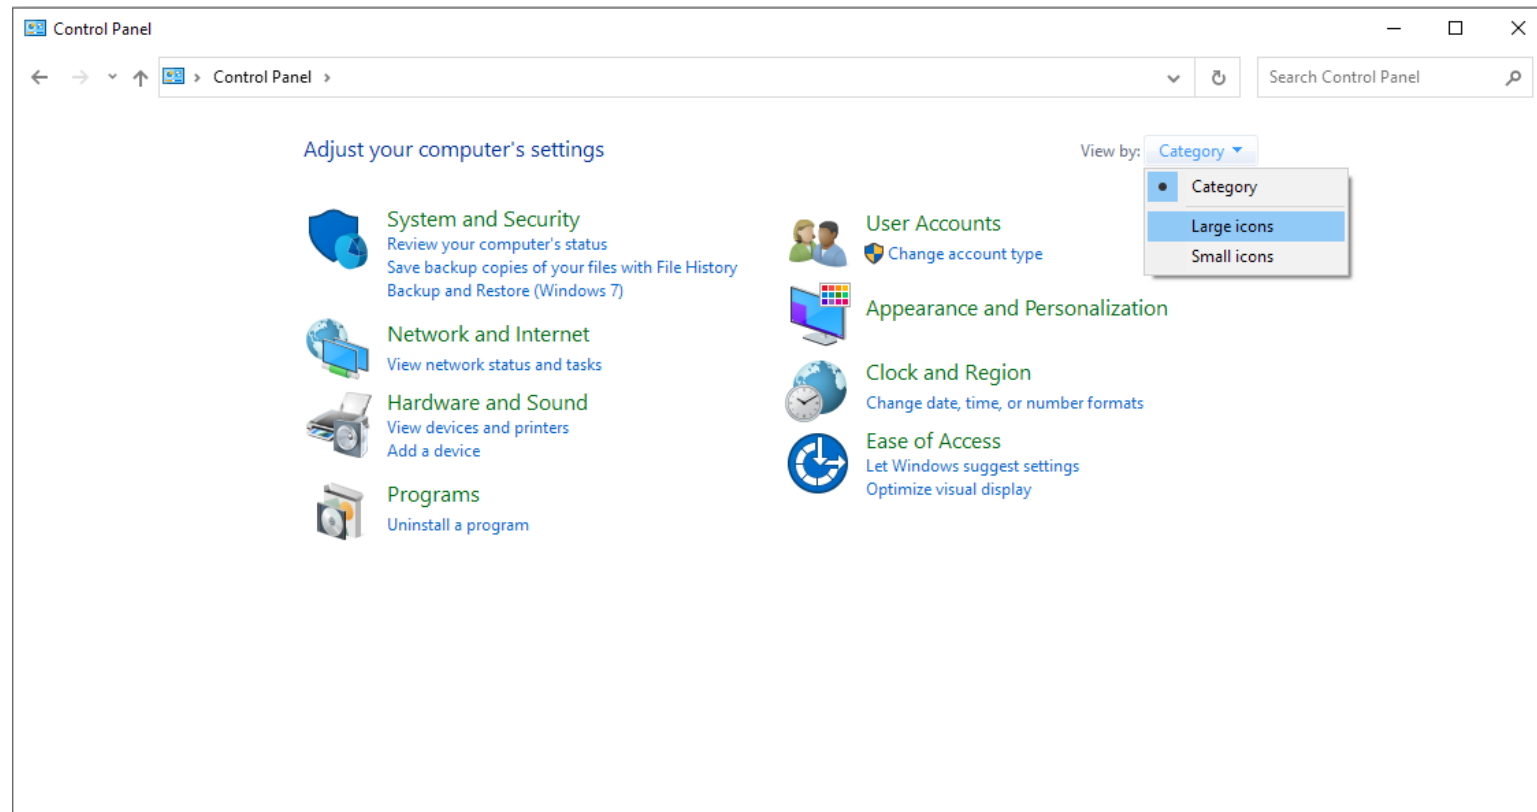 Control Panel
Control Panel
Search Control Panel
Adjust your computer's settings
View by: Category
Category
Large icons
Small icons
System and Security
Review your computer's status
Save backup copies of your files with File History
Backup and Restore (Windows 7)
Network and Internet
View network status and tasks
Hardware and Sound
View devices and printers
Add a device
Programs
Uninstall a program
User Accounts
Change account type
Appearance and Personalization
Clock and Region
Change date, time, or number formats
Ease of Access
Let Windows suggest settings
Optimize visual display